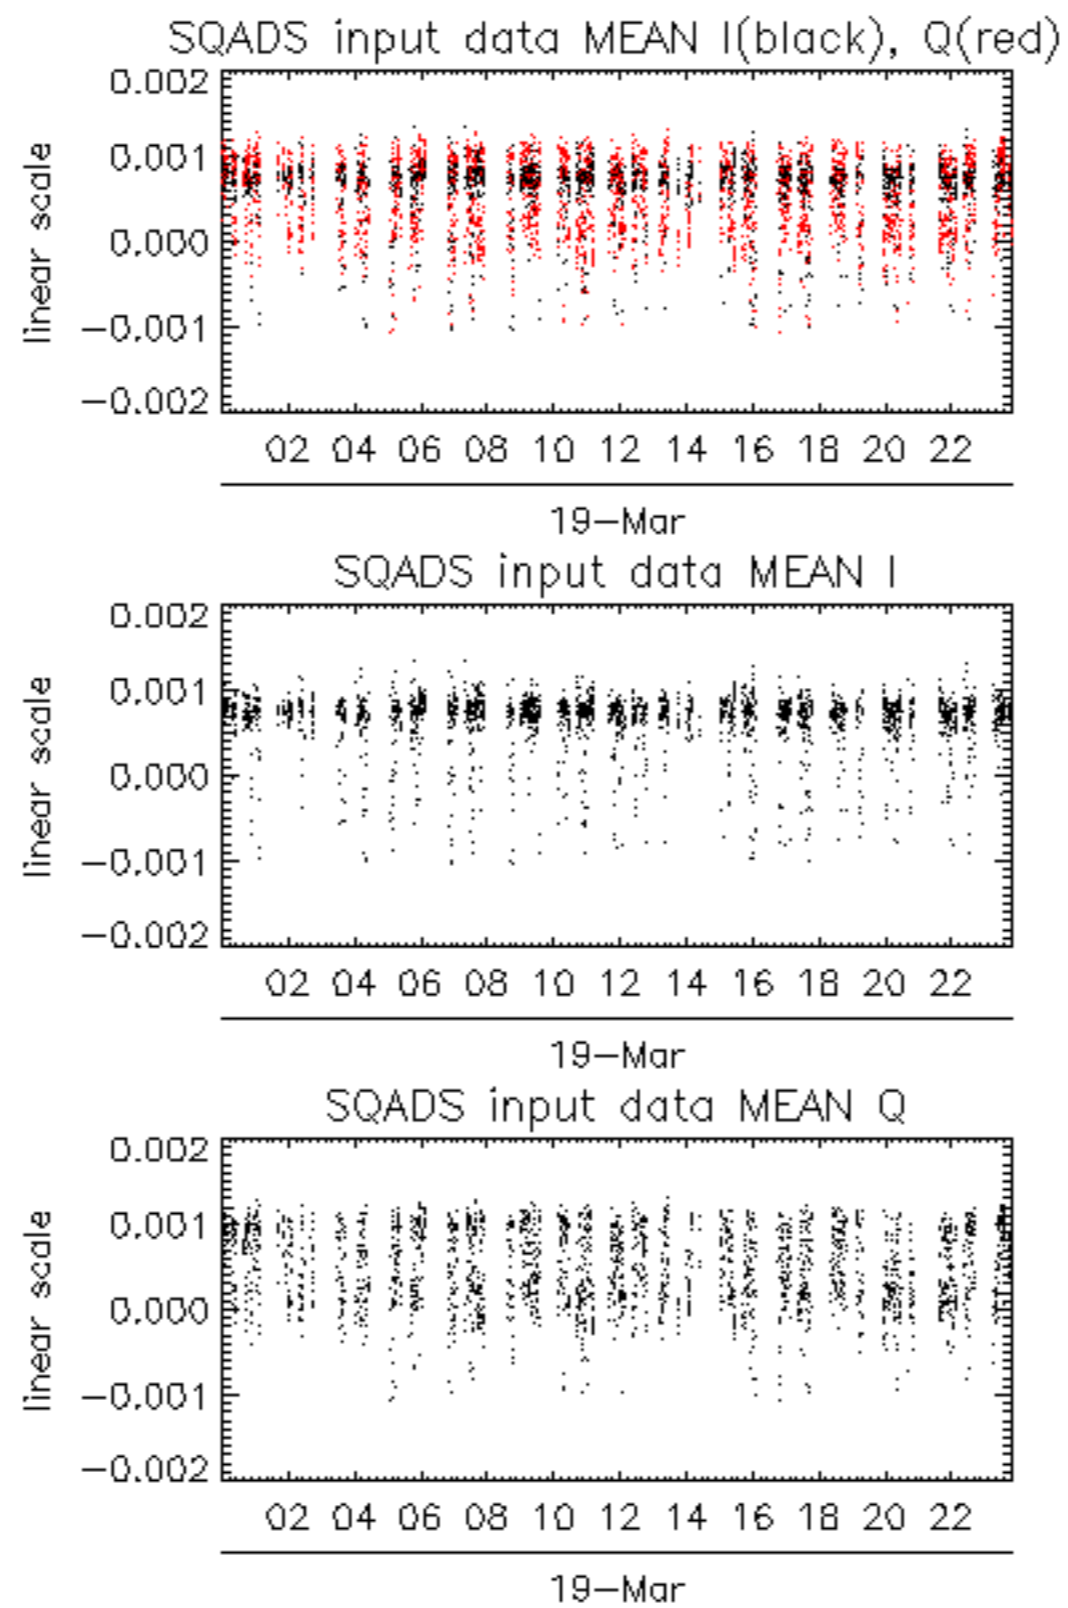 SQADS input data MEAN I(black), Q(red)
0.002
0.001
0.000
−0.001
−0.002
linear scale
02 04 06 08 10 12 14 16 18 20 22
19−Mar
SQADS input data MEAN I
0.002
0.001
0.000
−0.001
−0.002
linear scale
02 04 06 08 10 12 14 16 18 20 22
19−Mar
SQADS input data MEAN Q
0.002
0.001
0.000
−0.001
−0.002
linear scale
02 04 06 08 10 12 14 16 18 20 22
19−Mar